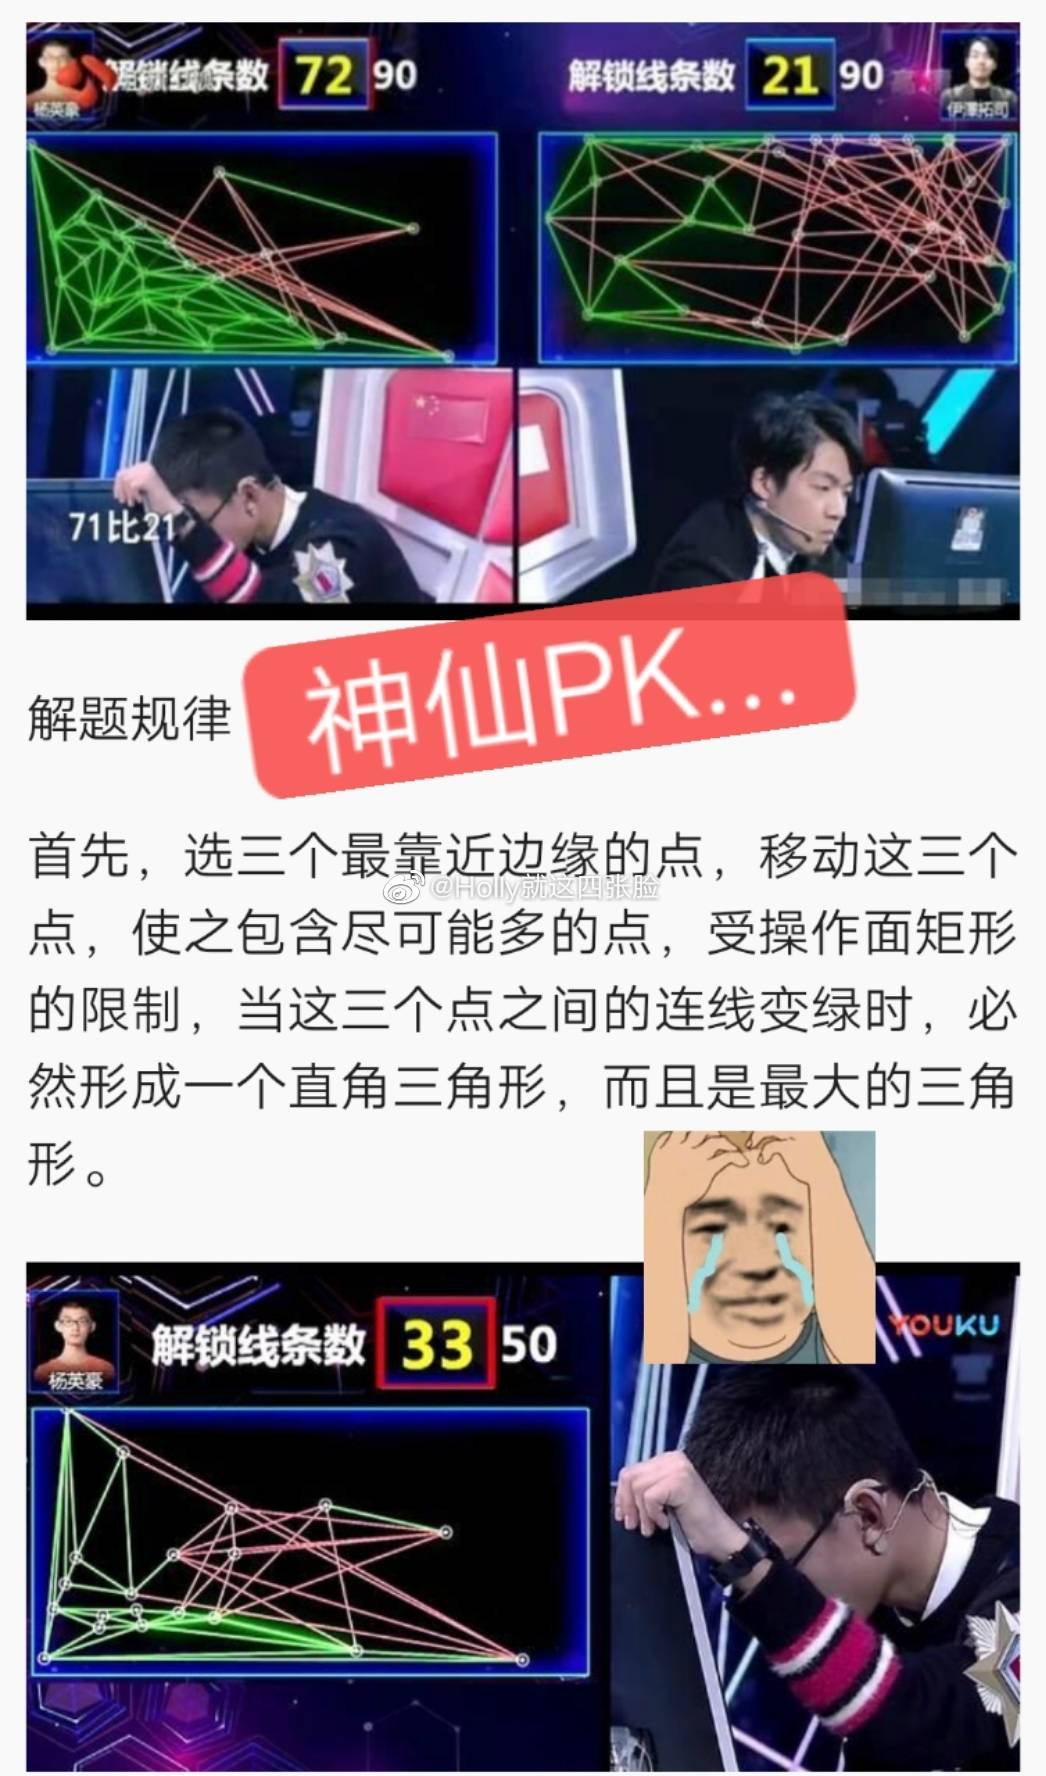 解锁线条数 72 90
杨英豪
解锁线条数 21 90
伊澤拓司
71比21
神仙PK...
解题规律
首先，选三个最靠近边缘的点，移动这三个
@Holly就这四张脸
点，使之包含尽可能多的点，受操作面矩形
的限制，当这三个点之间的连线变绿时，必
然形成一个直角三角形，而且是最大的三角
形。
解锁线条数 33 50
杨英豪
YOUKU